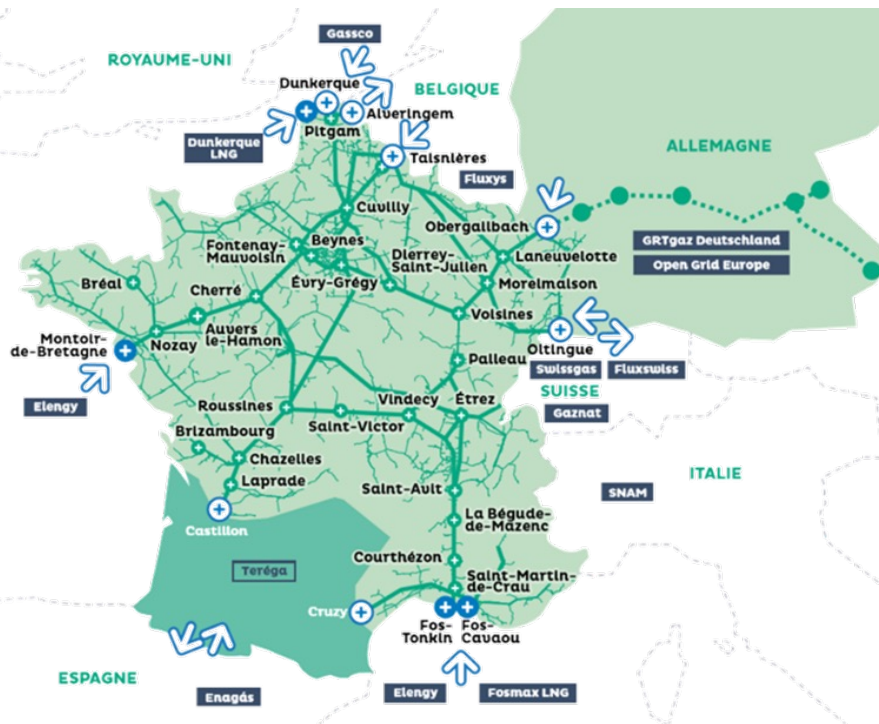 Gassco
ROYAUME-UNI
Dunkerque
BELGIQUE
Alveringem
Pitgam
Dunkerque
LNG
Taisnières
ALLEMAGNE
Fluxys
Cuvilly
Obergailbach
GRTgaz Deutschland
Open Grid Europe
Fontenay-
Mauvoisin
Beynes
Dierrey-
Saint-Julien
Laneuvelotte
Morelmaison
Évry-Grégy
Bréal
Cherré
Voisines
Auvers
le-Hamon
Nozay
Montoir-
de-Bretagne
Oltingue
Palleau
Swissgas
Fluxswiss
SUISSE
Gaznat
Elengy
Roussines
Vindecy
Étrez
Saint-Victor
Brizambourg
Chazelles
Laprade
ITALIE
SNAM
Saint-Avit
Castillon
La Bégude-
de-Mazenc
Courthézon
Teréga
Saint-Martin-
de-Crau
Cruzy
Fos-
Tonkin
Fos-
Cavaou
ESPAGNE
Enagás
Elengy
Fosmax LNG